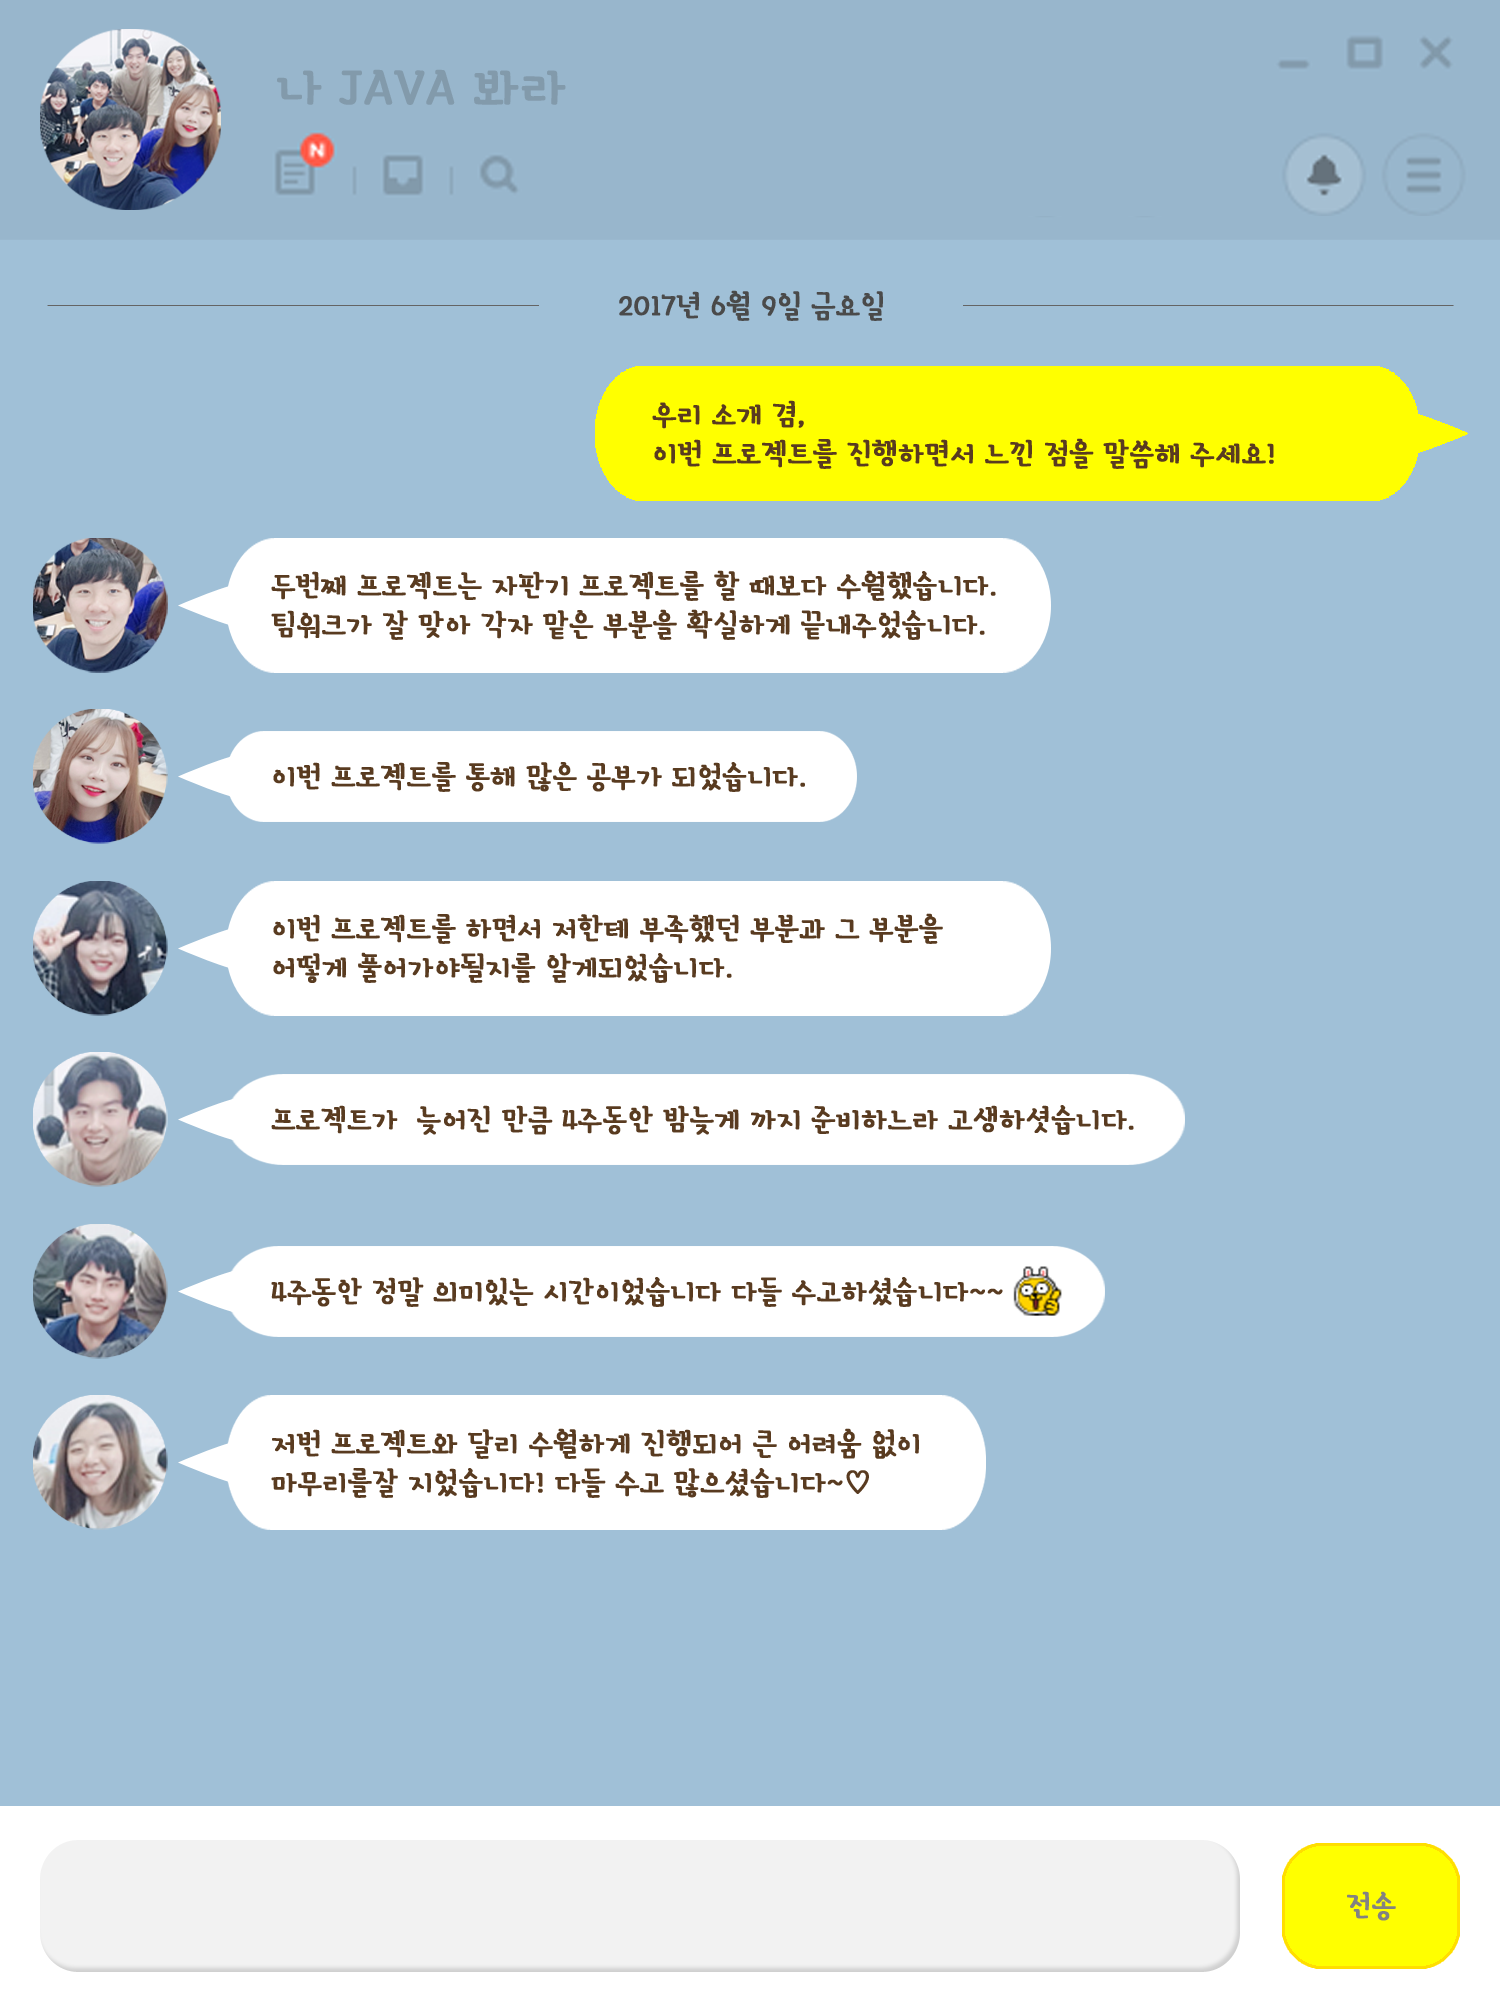 나 JAVA 봐라
N
2017년 6월 9일 금요일
우리 소개 겸,
이번 프로젝트를 진행하면서 느낀 점을 말씀해 주세요!
두번째 프로젝트는 자판기 프로젝트를 할 때보다 수월했습니다.
팀워크가 잘 맞아 각자 맡은 부분을 확실하게 끝내주었습니다.
이번 프로젝트를 통해 많은 공부가 되었습니다.
이번 프로젝트를 하면서 저한테 부족했던 부분과 그 부분을
어떻게 풀어가야될지를 알게되었습니다.
프로젝트가  늦어진 만큼 4주동안 밤늦게 까지 준비하느라 고생하셧습니다.
4주동안 정말 희미있는 시간이었습니다 다들 수고하셨습니다~~
저번 프로젝트와 달리 수월하게 진행되어 큰 어려움 없이
마무리를잘 지었습니다! 다들 수고 많으셨습니다~♡
전송